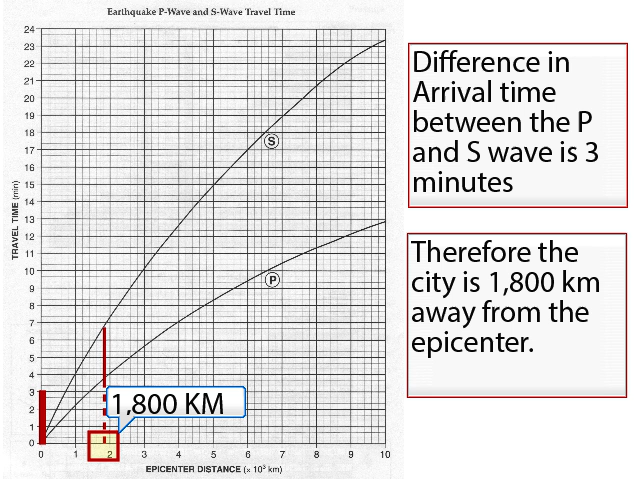 Earthquake P-Wave and S-Wave Travel Time
24
23
22
21
20
19
18
17
16
15
14
13
12
11
10
9
8
7
6
5
4
3
2
1
0
TRAVEL TIME (min)
S
P
1,800 KM
0 1 2 3 4 5 6 7 8 9 10
EPICENTER DISTANCE (× 10³ km)
Difference in
Arrival time
between the P
and S wave is 3
minutes
Therefore the
city is 1,800 km
away from the
epicenter.